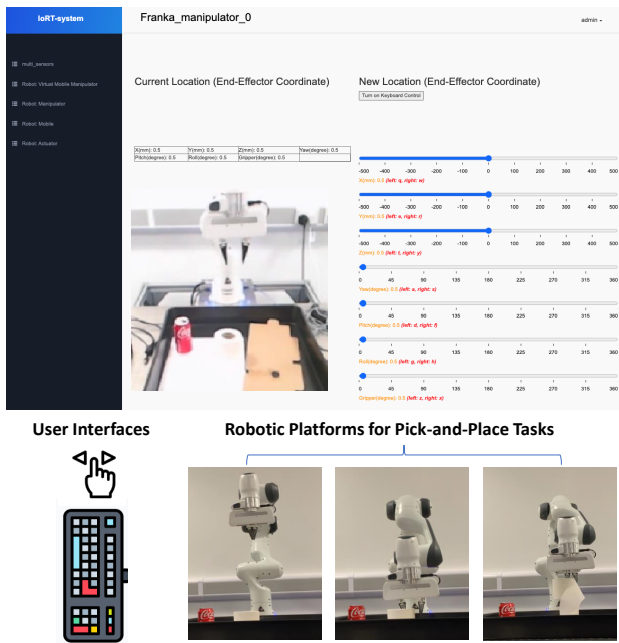 IoRT-system
Franka_manipulator_0
admin
multi_sensors
Robot: Virtual Mobile Manipulator
Robot: Manipulator
Robot: Mobile
Robot: Actuator
Current Location (End-Effector Coordinate)
New Location (End-Effector Coordinate)
Turn on Keyboard Control
X(mm): 0.5 Y(mm): 0.5 Z(mm): 0.5 Yaw(degree): 0.5
Pitch(degree): 0.5 Roll(degree): 0.5 Gripper(degree): 0.5
-500 -400 -300 -200 -100 0 100 200 300 400 500
X(mm): 0.5 (left: q, right: w)
-500 -400 -300 -200 -100 0 100 200 300 400 500
Y(mm): 0.5 (left: e, right: r)
-500 -400 -300 -200 -100 0 100 200 300 400 500
Z(mm): 0.5 (left: t, right: y)
0 45 90 135 180 225 270 315 360
Yaw(degree): 0.5 (left: a, right: s)
0 45 90 135 180 225 270 315 360
Pitch(degree): 0.5 (left: d, right: f)
0 45 90 135 180 225 270 315 360
Roll(degree): 0.5 (left: g, right: h)
0 45 90 135 180 225 270 315 360
Gripper(degree): 0.5 (left: z, right: x)
User Interfaces
Robotic Platforms for Pick-and-Place Tasks